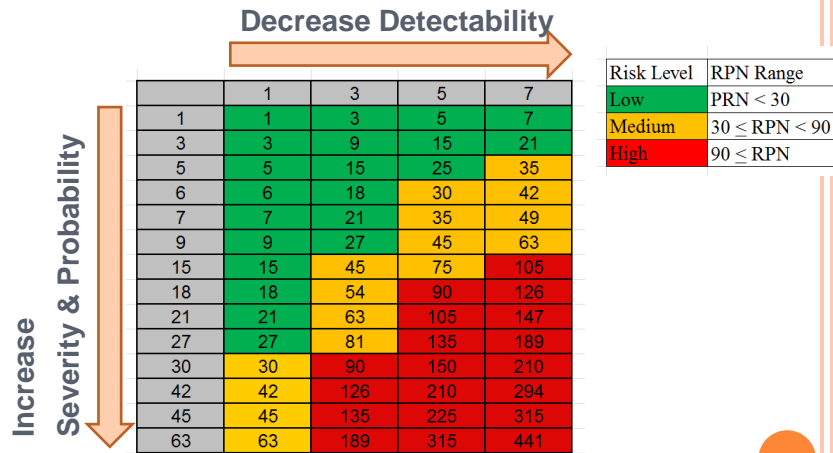 Decrease Detectability
Increase
Severity & Probability
1 3 5 7
1 1 3 5 7
3 3 9 15 21
5 5 15 25 35
6 6 18 30 42
7 7 21 35 49
9 9 27 45 63
15 15 45 75 105
18 18 54 90 126
21 21 63 105 147
27 27 81 135 189
30 30 90 150 210
42 42 126 210 294
45 45 135 225 315
63 63 189 315 441
Risk Level RPN Range
Low PRN < 30
Medium 30 ≤ RPN < 90
High 90 ≤ RPN